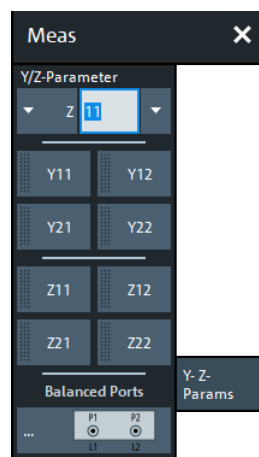 Meas
Y/Z-Parameter
Z 11
Y11 Y12
Y21 Y22
Z11 Z12
Z21 Z22
Y- Z-
Params
Balanced Ports
P1 P2
...
L1 L2